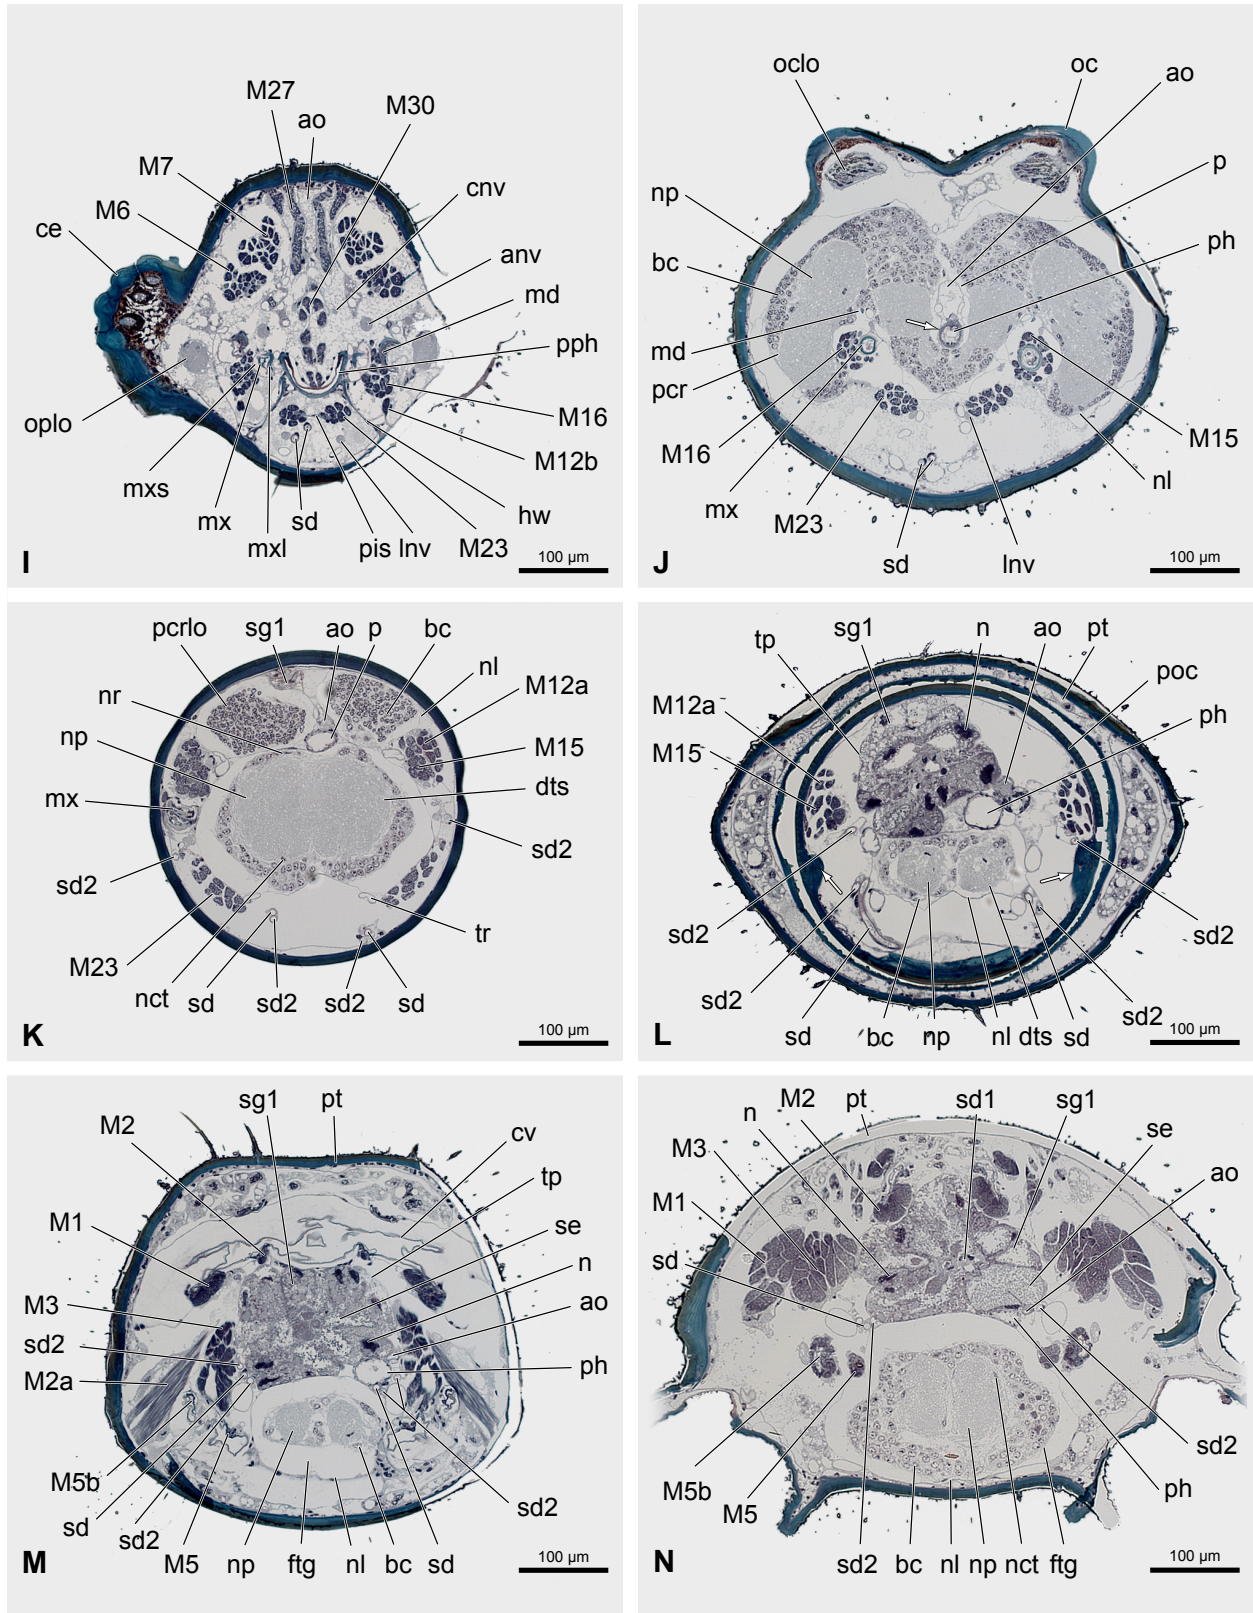 M27
M30
ao
M7
cnv
M6
ce
anv
md
pph
oplo
M16
M12b
mxs
mx
sd
hw
mxl
pis lnv
M23
I
100 µm
oclo
oc
ao
np
p
bc
ph
md
pcr
M16
M15
mx
nl
M23
sd
lnv
J
100 µm
pcrlo
sg1
ao
p
bc
nr
nl
M12a
np
M15
mx
dts
sd2
sd2
M23
tr
nct
sd
sd2
sd2
sd
K
100 µm
tp
sg1
n
ao
pt
M12a
poc
M15
ph
sd2
sd2
sd2
sd2
sd
bc
np
nl
dts
sd
L
100 µm
sg1
pt
M2
cv
tp
M1
se
n
M3
ao
sd2
M2a
ph
M5b
sd
sd2
sd2
M5
np
ftg
nl
bc
sd
M
100 µm
M2
pt
sd1
sg1
n
se
M3
ao
M1
sd
sd2
M5b
M5
ph
sd2
bc
nl
np
nct
ftg
N
100 µm